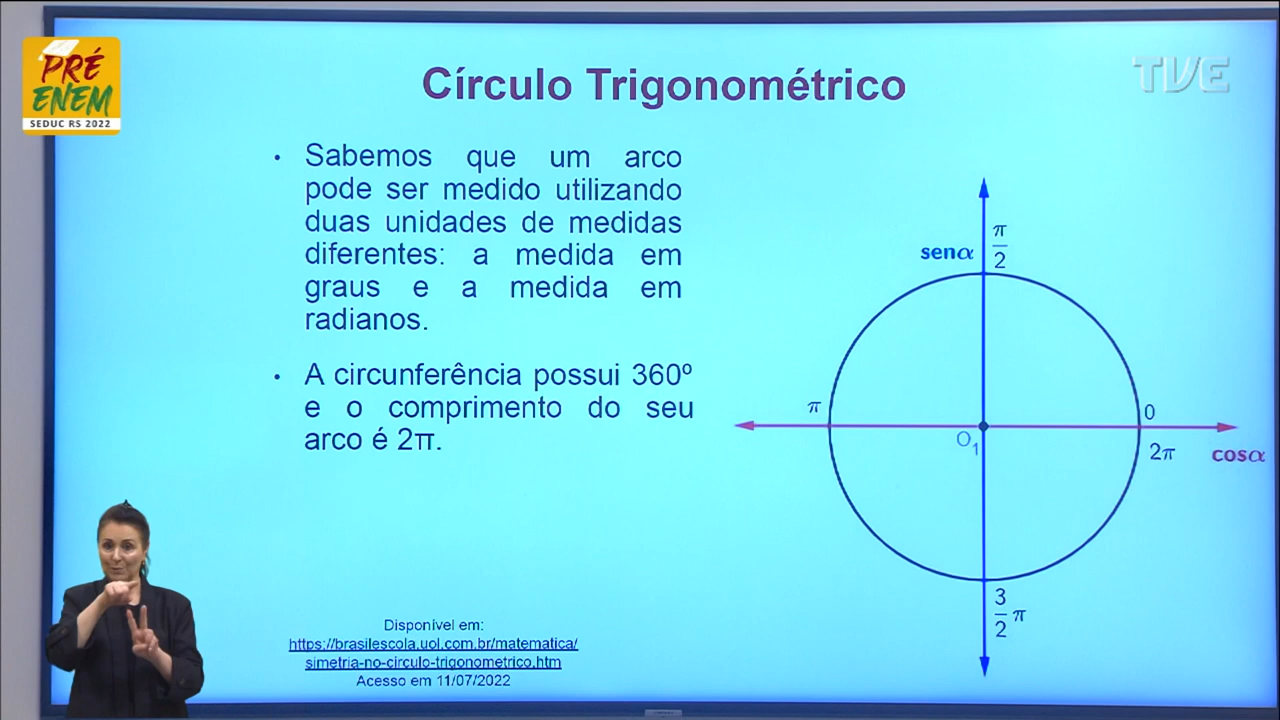 PRÉ
ENEM
SEDUC RS 2022
TVE
Círculo Trigonométrico
• Sabemos que um arco
pode ser medido utilizando
duas unidades de medidas
diferentes: a medida em
graus e a medida em
radianos.
• A circunferência possui 360º
e o comprimento do seu
arco é 2π.
π
2
senα
π
0
O₁
2π
cosα
3
2
π
Disponível em:
https://brasilescola.uol.com.br/matematica/
simetria-no-circulo-trigonometrico.htm
Acesso em 11/07/2022